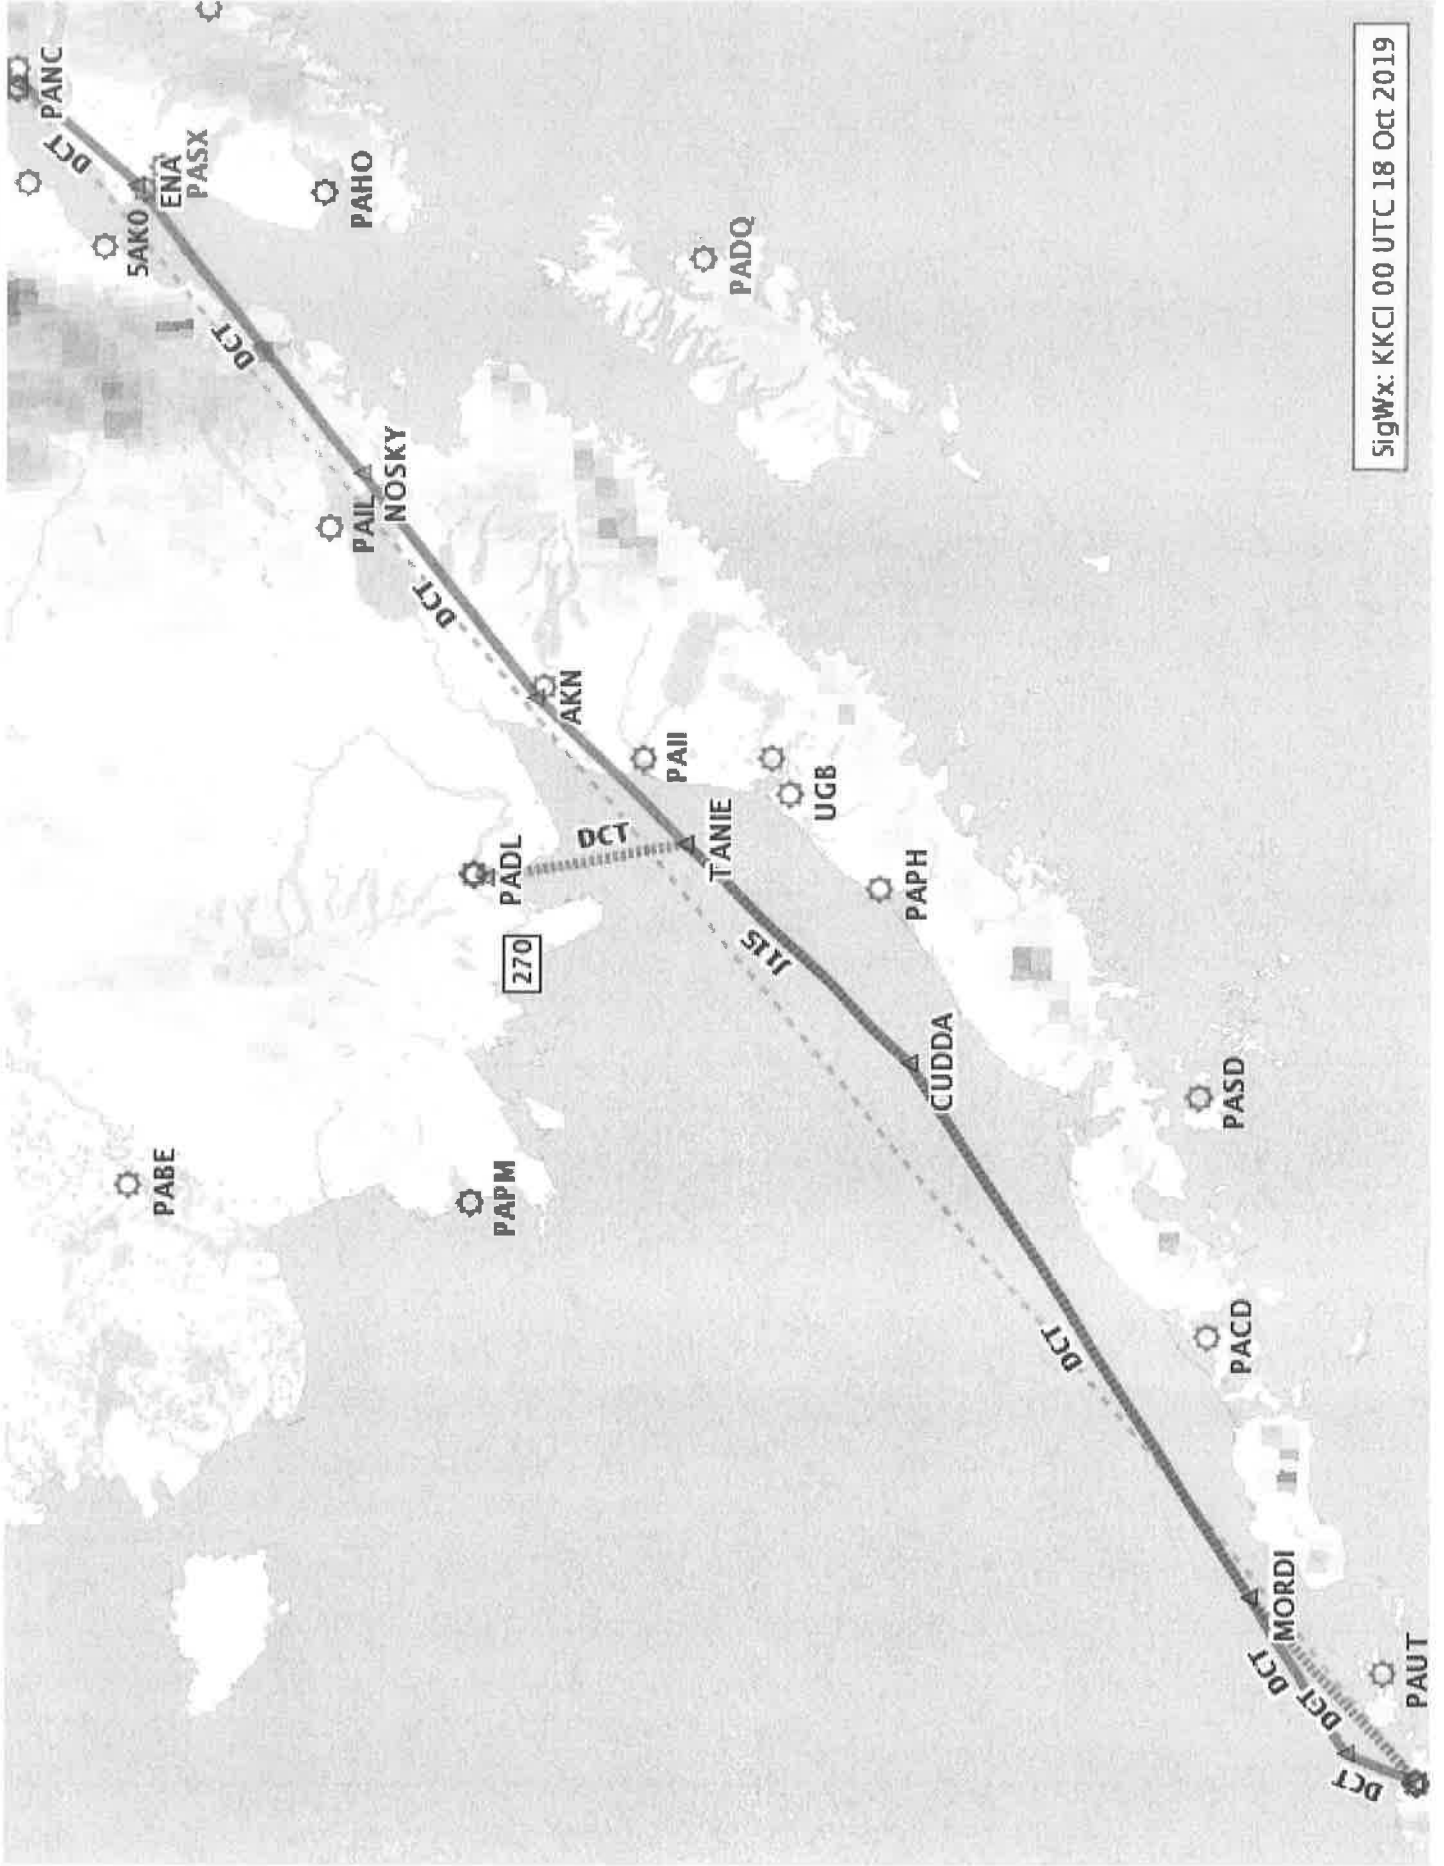 PANC
DCT
ENA
PASX
5AKO
PAHO
DCT
PADQ
NOSKY
PAIL
DCT
AKN
PAII
UGB
TANIE
DCT
PADL
PAPH
J115
270
CUDDA
PASD
PABE
PAPM
DCT
PACD
MORDI
DCT
DCT
DCT
PAUT
SigWx: KKCI 00 UTC 18 Oct 2019